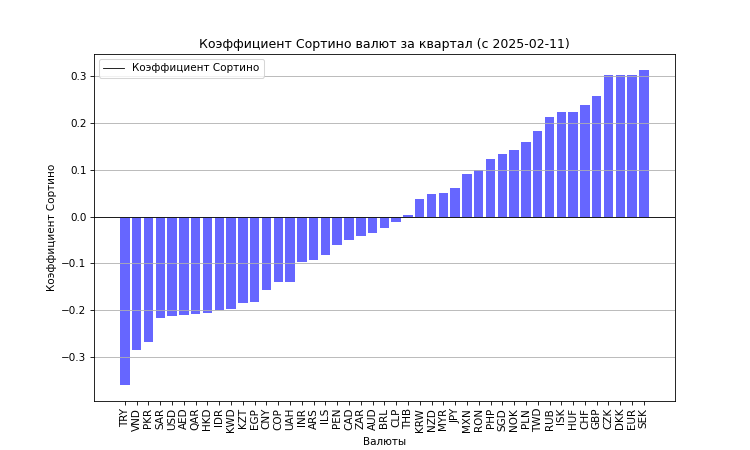 Коэффициент Сортино валют за квартал (с 2025-02-11)
Коэффициент Сортино
0.3
0.2
0.1
0.0
−0.1
−0.2
−0.3
Коэффициент Сортино
TRY VND PKR SAR USD AED QAR HKD IDR KWD KZT EGP CNY COP UAH INR ARS ILS PEN CAD ZAR AUD BRL CLP THB KRW NZD MYR JPY MXN RON PHP SGD NOK PLN TWD RUB ISK HUF CHF GBP CZK DKK EUR SEK
Валюты